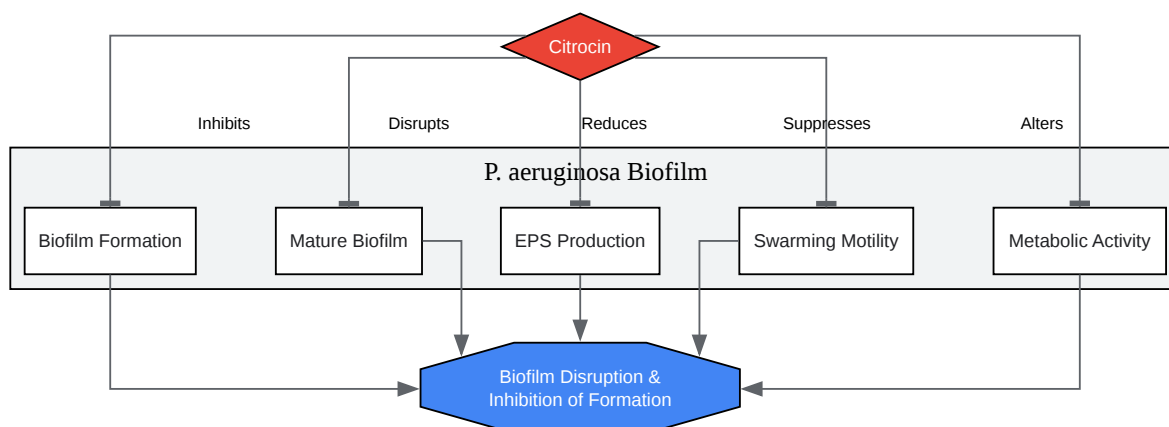 Citrocin
Inhibits
Disrupts
Reduces
Suppresses
Alters
P. aeruginosa Biofilm
Biofilm Formation
Mature Biofilm
EPS Production
Swarming Motility
Metabolic Activity
Biofilm Disruption &
Inhibition of Formation